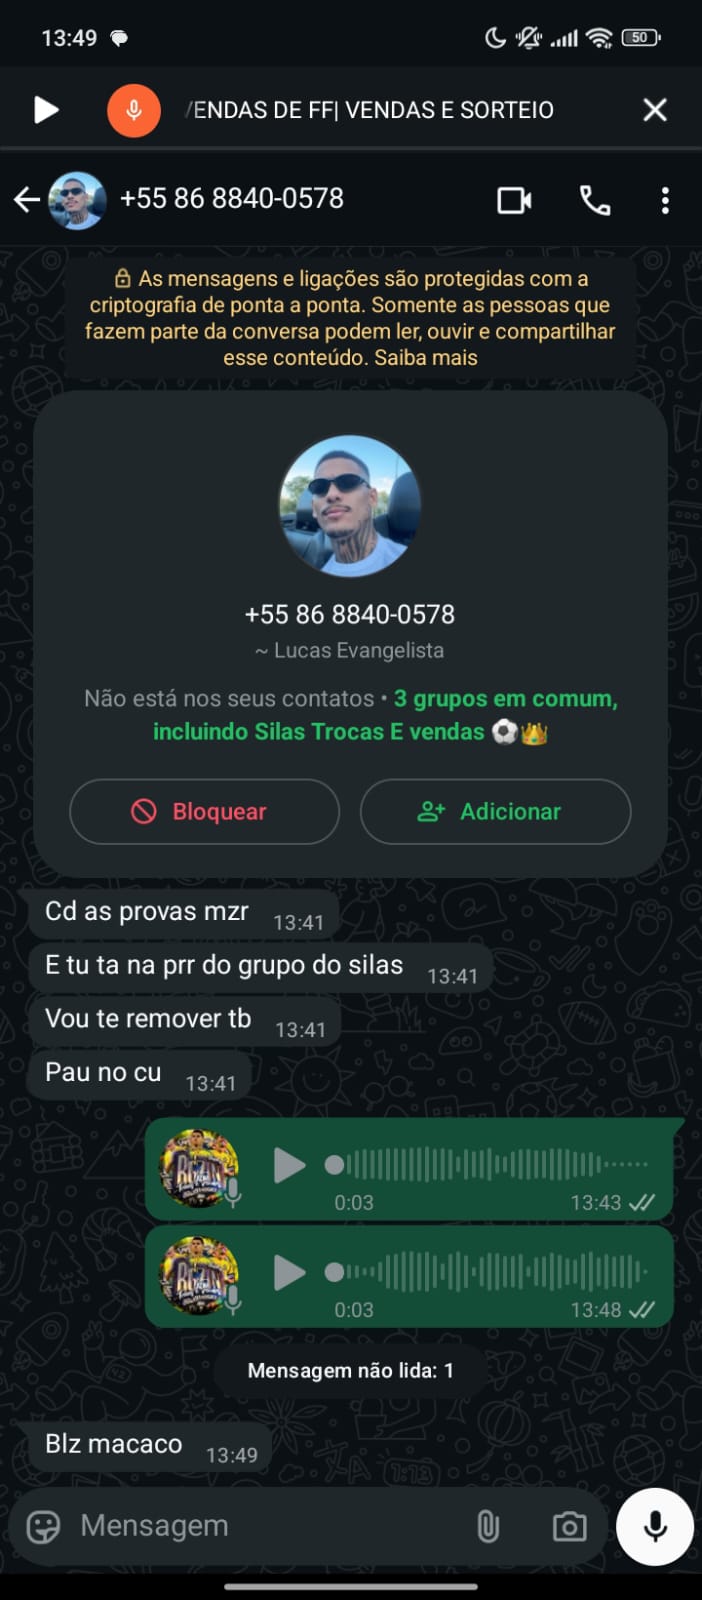 13:49
50
/ENDAS DE FF| VENDAS E SORTEIO
+55 86 8840-0578
As mensagens e ligações são protegidas com a
criptografia de ponta a ponta. Somente as pessoas que
fazem parte da conversa podem ler, ouvir e compartilhar
esse conteúdo. Saiba mais
+55 86 8840-0578
~ Lucas Evangelista
Não está nos seus contatos • 3 grupos em comum,
incluindo Silas Trocas E vendas ⚽👑
Bloquear
Adicionar
Cd as provas mzr 13:41
E tu ta na prr do grupo do silas 13:41
Vou te remover tb 13:41
Pau no cu 13:41
0:03 13:43
0:03 13:48
Mensagem não lida: 1
Blz macaco 13:49
Mensagem